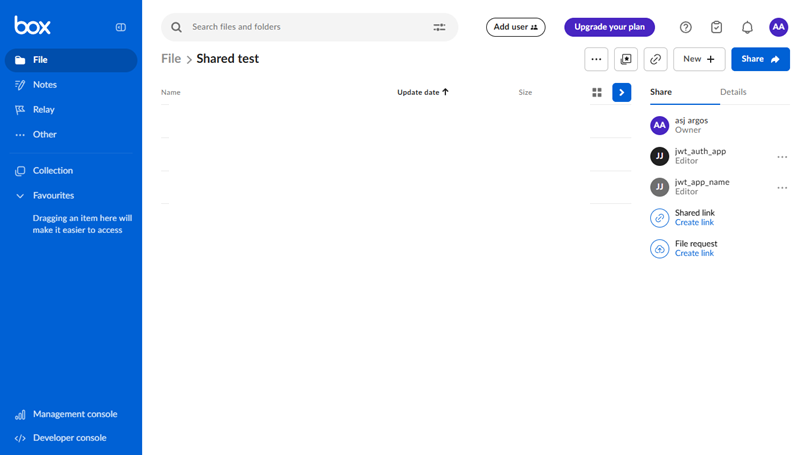 box
Search files and folders
Add user
Upgrade your plan
AA
File
Notes
Relay
Other
Collection
Favourites
Dragging an item here will
make it easier to access
Management console
Developer console
File > Shared test
New +
Share
Name
Update date
Size
Share
Details
AA
asj argos
Owner
JJ
jwt_auth_app
Editor
JJ
jwt_app_name
Editor
Shared link
Create link
File request
Create link